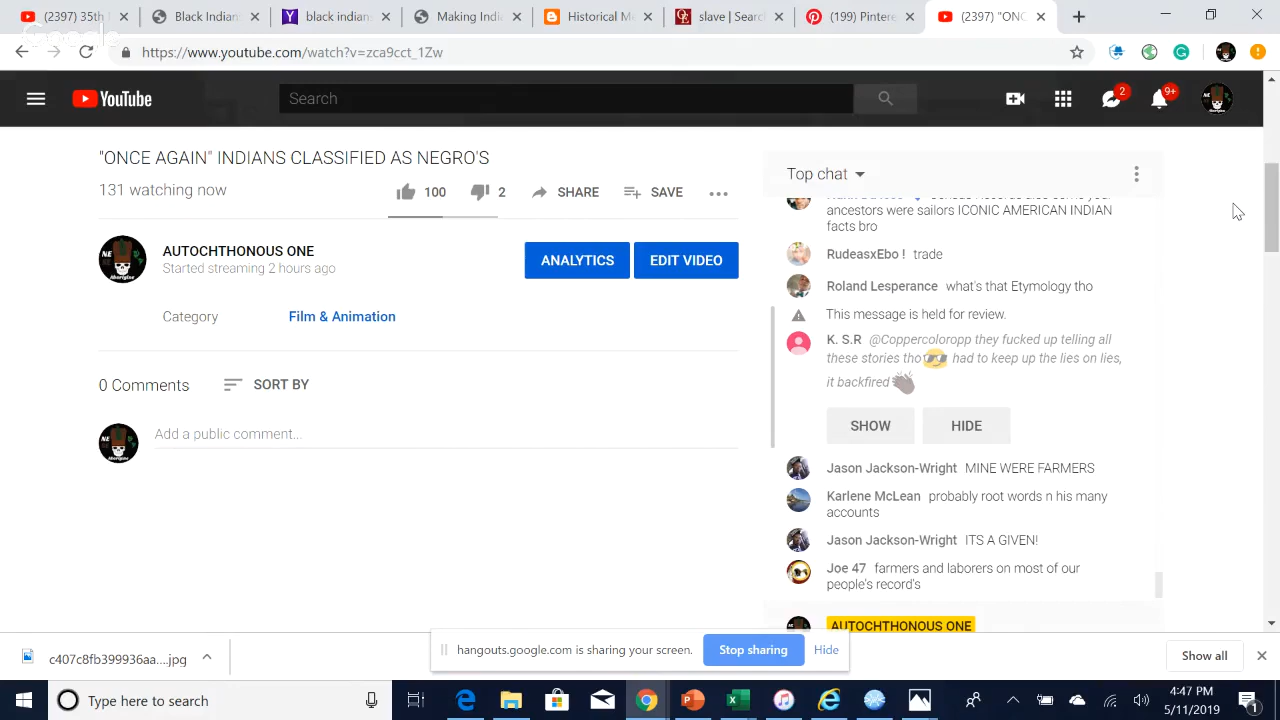 (2397) 35th
Black Indians
black indians
Making India
Historical M
slave | Search
(199) Pinter
(2397) "ONC
https://www.youtube.com/watch?v=zca9cct_1Zw
YouTube
Search
2
9+
"ONCE AGAIN" INDIANS CLASSIFIED AS NEGRO'S
131 watching now
100
2
SHARE
SAVE
AUTOCHTHONOUS ONE
Started streaming 2 hours ago
ANALYTICS
EDIT VIDEO
Category
Film & Animation
0 Comments
SORT BY
Add a public comment...
Top chat
ancestors were sailors ICONIC AMERICAN INDIAN
facts bro
RudeasxEbo ! trade
Roland Lesperance what's that Etymology tho
This message is held for review.
K. S.R @Coppercoloropp they fucked up telling all
these stories tho😎 had to keep up the lies on lies,
it backfired👏
SHOW
HIDE
Jason Jackson-Wright MINE WERE FARMERS
Karlene McLean probably root words n his many
accounts
Jason Jackson-Wright ITS A GIVEN!
Joe 47 farmers and laborers on most of our
people's record's
AUTOCHTHONOUS ONE
c407c8fb399936aa....jpg
hangouts.google.com is sharing your screen.
Stop sharing
Hide
Show all
Type here to search
4:47 PM
5/11/2019
1